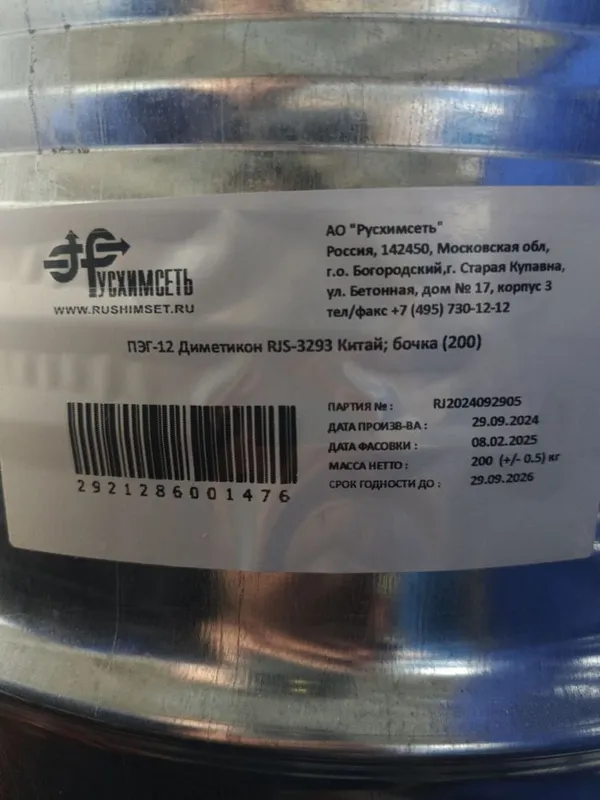 РУСХИМСЕТЬ
WWW.RUSHIMSET.RU
АО "Русхимсеть"
Россия, 142450, Московская обл,
г.о. Богородский,г. Старая Купавна,
ул. Бетонная, дом № 17, корпус 3
тел/факс +7 (495) 730-12-12
ПЭГ-12 Диметикон RJS-3293 Китай; бочка (200)
2921286001476
ПАРТИЯ № : RJ2024092905
ДАТА ПРОИЗВ-ВА : 29.09.2024
ДАТА ФАСОВКИ : 08.02.2025
МАССА НЕТТО : 200 (+/- 0.5) кг
СРОК ГОДНОСТИ ДО : 29.09.2026